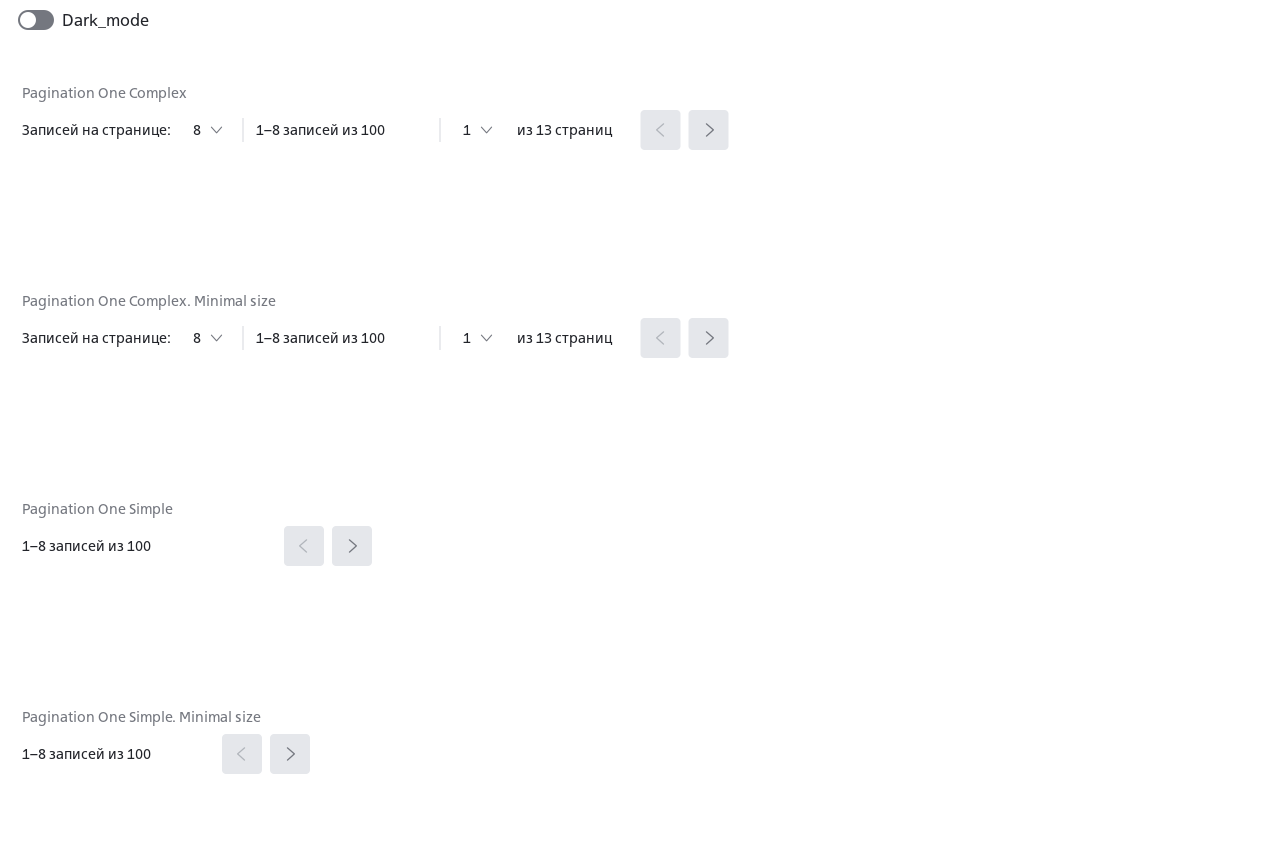 Dark_mode
Pagination One Complex
Записей на странице: 8 1–8 записей из 100 1 из 13 страниц
Pagination One Complex. Minimal size
Записей на странице: 8 1–8 записей из 100 1 из 13 страниц
Pagination One Simple
1–8 записей из 100
Pagination One Simple. Minimal size
1–8 записей из 100